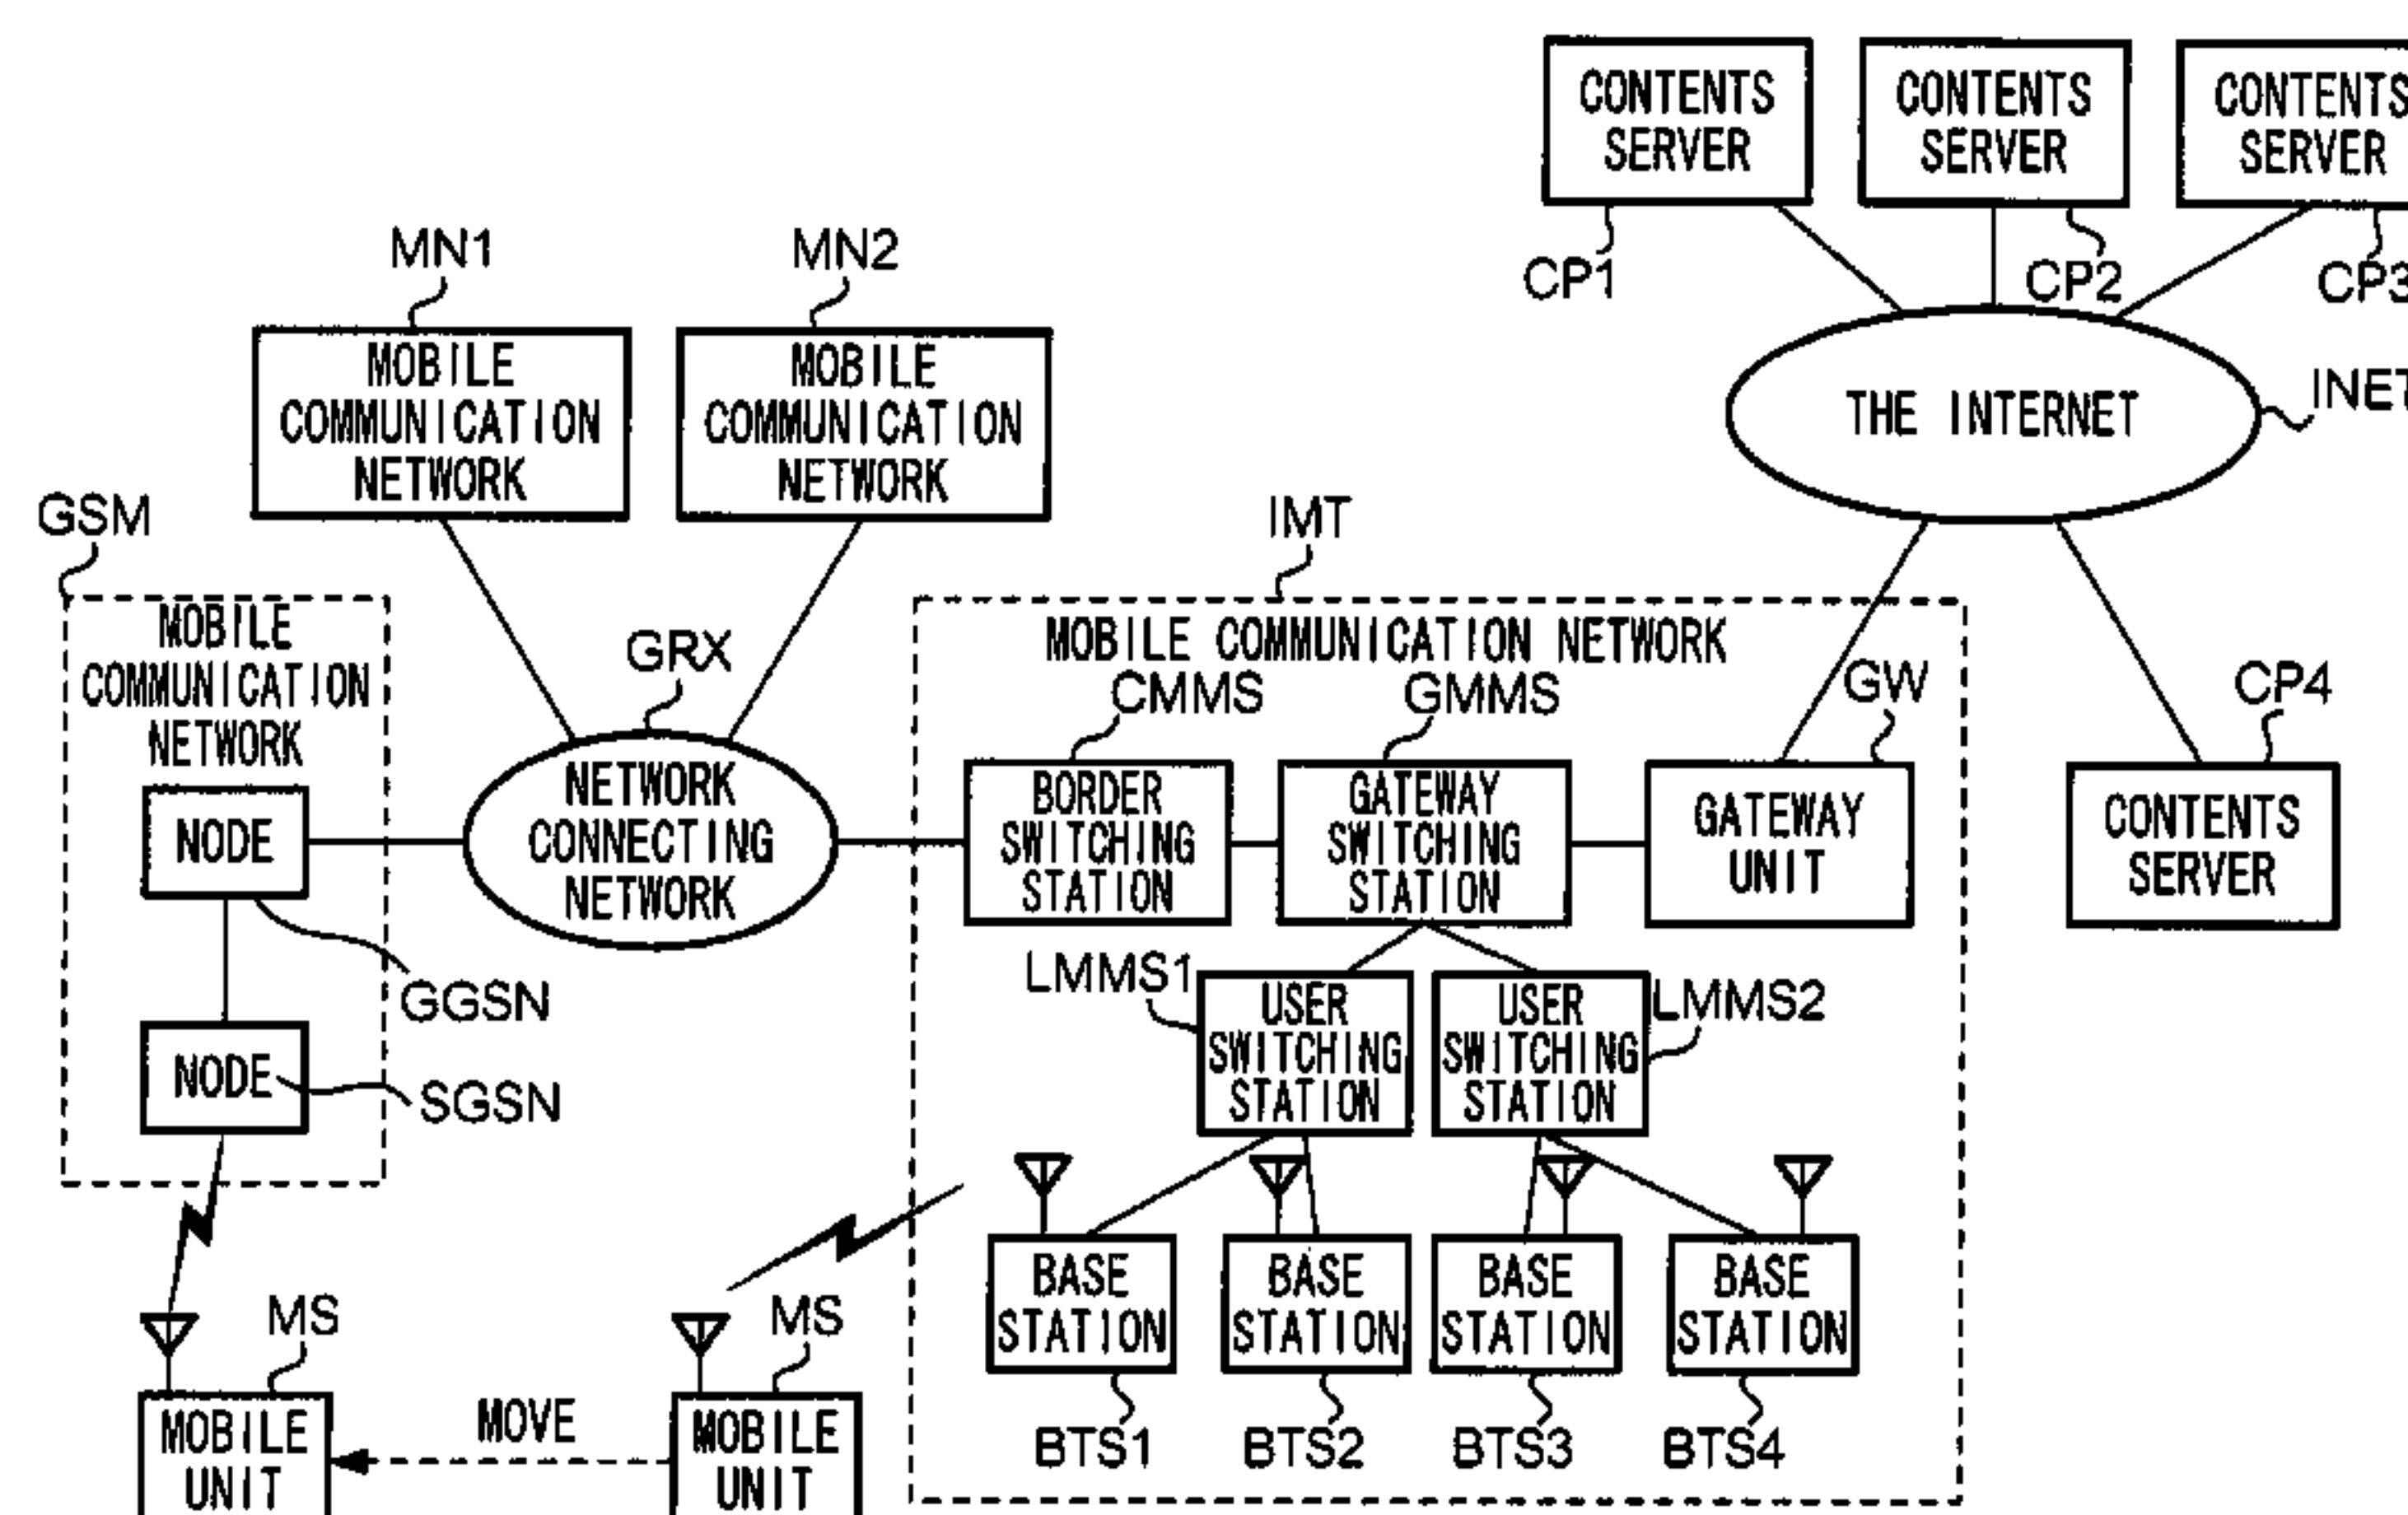 CONTENTS
SERVER
CONTENTS
SERVER
CONTENTS
SERVER
CP1
CP2
CP3
MN1
MN2
MOBILE
COMMUNICATION
NETWORK
MOBILE
COMMUNICATION
NETWORK
THE INTERNET
INET
GSM
IMT
MOBILE
COMMUNICATION
NETWORK
GRX
MOBILE COMMUNICATION NETWORK
CMMS
GMMS
GW
CP4
NODE
NETWORK
CONNECTING
NETWORK
BORDER
SWITCHING
STATION
GATEWAY
SWITCHING
STATION
GATEWAY
UNIT
CONTENTS
SERVER
GGSN
LMMS1
USER
SWITCHING
STATION
USER
SWITCHING
STATION
LMMS2
NODE
SGSN
BASE
STATION
BASE
STATION
BASE
STATION
BASE
STATION
MS
MS
BTS1
BTS2
BTS3
BTS4
MOBILE
UNIT
MOVE
MOBILE
UNIT